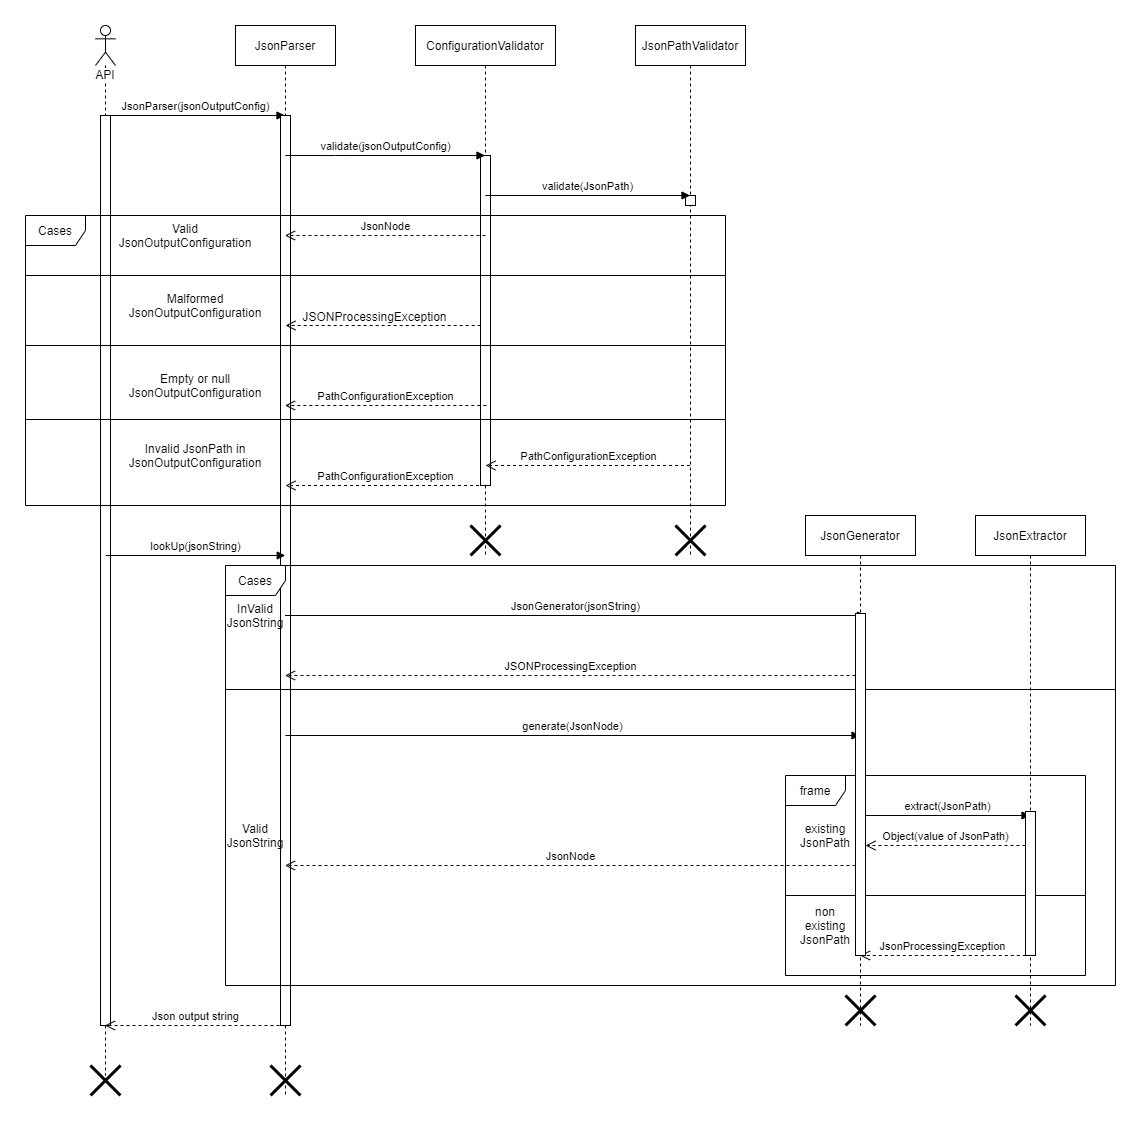 API
JsonParser
ConfigurationValidator
JsonPathValidator
JsonParser(jsonOutputConfig)
validate(jsonOutputConfig)
validate(JsonPath)
Cases
Valid
JsonOutputConfiguration
JsonNode
Malformed
JsonOutputConfiguration
JSONProcessingException
Empty or null
JsonOutputConfiguration
PathConfigurationException
Invalid JsonPath in
JsonOutputConfiguration
PathConfigurationException
PathConfigurationException
JsonGenerator
JsonExtractor
lookUp(jsonString)
Cases
InValid
JsonString
JsonGenerator(jsonString)
JSONProcessingException
generate(JsonNode)
frame
extract(JsonPath)
Valid
JsonString
existing
JsonPath
Object(value of JsonPath)
JsonNode
non
existing
JsonPath
JsonProcessingException
Json output string